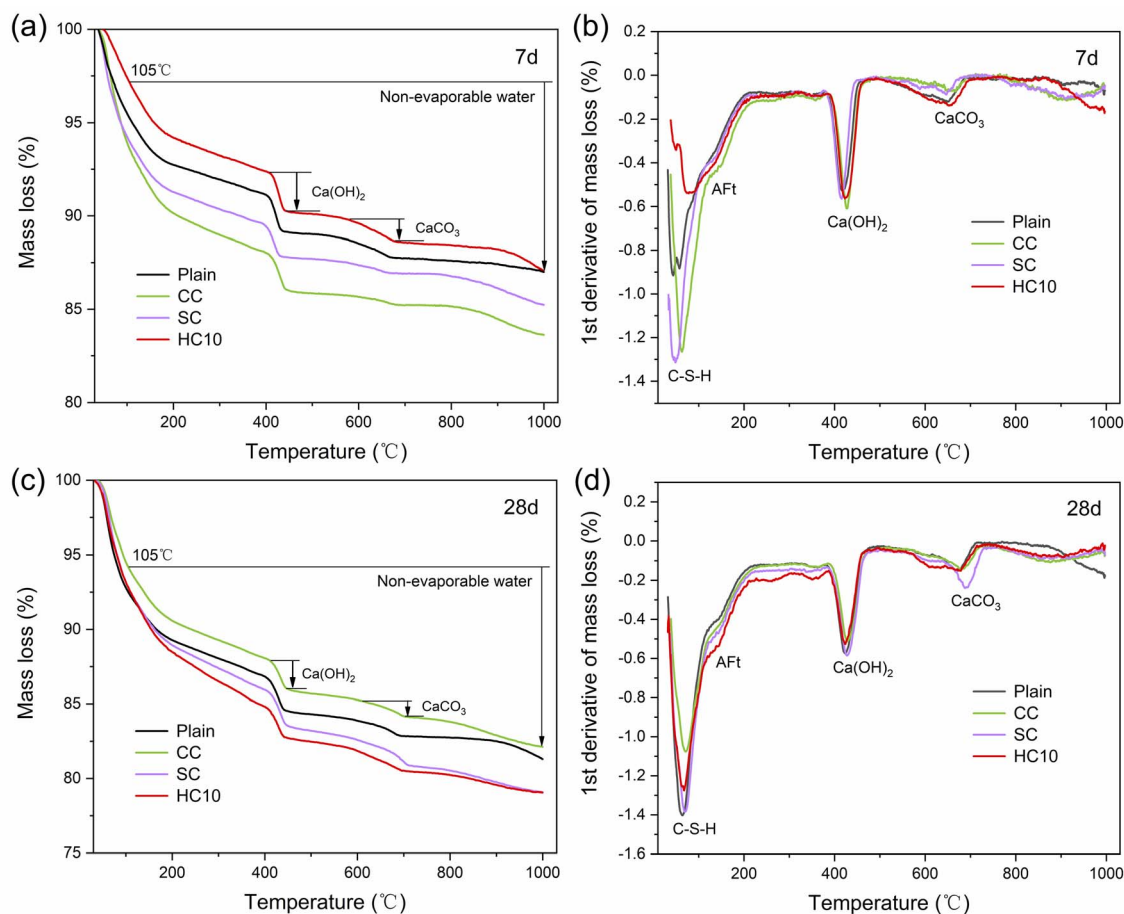 (a)
7d
105℃
Non-evaporable water
Ca(OH)2
CaCO3
Plain
CC
SC
HC10
Mass loss (%)
100
95
90
85
80
200
400
600
800
1000
Temperature (℃)
(b)
7d
CaCO3
AFt
Ca(OH)2
Plain
CC
SC
HC10
C-S-H
1st derivative of mass loss (%)
0.2
0.0
-0.2
-0.4
-0.6
-0.8
-1.0
-1.2
-1.4
200
400
600
800
1000
Temperature (℃)
(c)
28d
105℃
Non-evaporable water
Ca(OH)2
CaCO3
Plain
CC
SC
HC10
Mass loss (%)
100
95
90
85
80
75
200
400
600
800
1000
Temperature (℃)
(d)
28d
CaCO3
AFt
Ca(OH)2
Plain
CC
SC
HC10
C-S-H
1st derivative of mass loss (%)
0.2
0.0
-0.2
-0.4
-0.6
-0.8
-1.0
-1.2
-1.4
-1.6
200
400
600
800
1000
Temperature (℃)